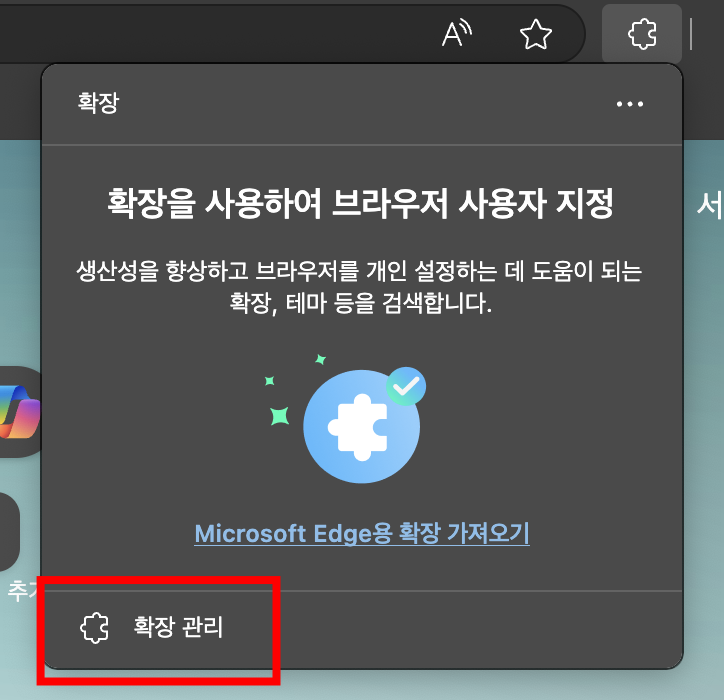 확장
확장을 사용하여 브라우저 사용자 지정
서
생산성을 향상하고 브라우저를 개인 설정하는 데 도움이 되는
확장, 테마 등을 검색합니다.
Microsoft Edge용 확장 가져오기
추가
확장 관리